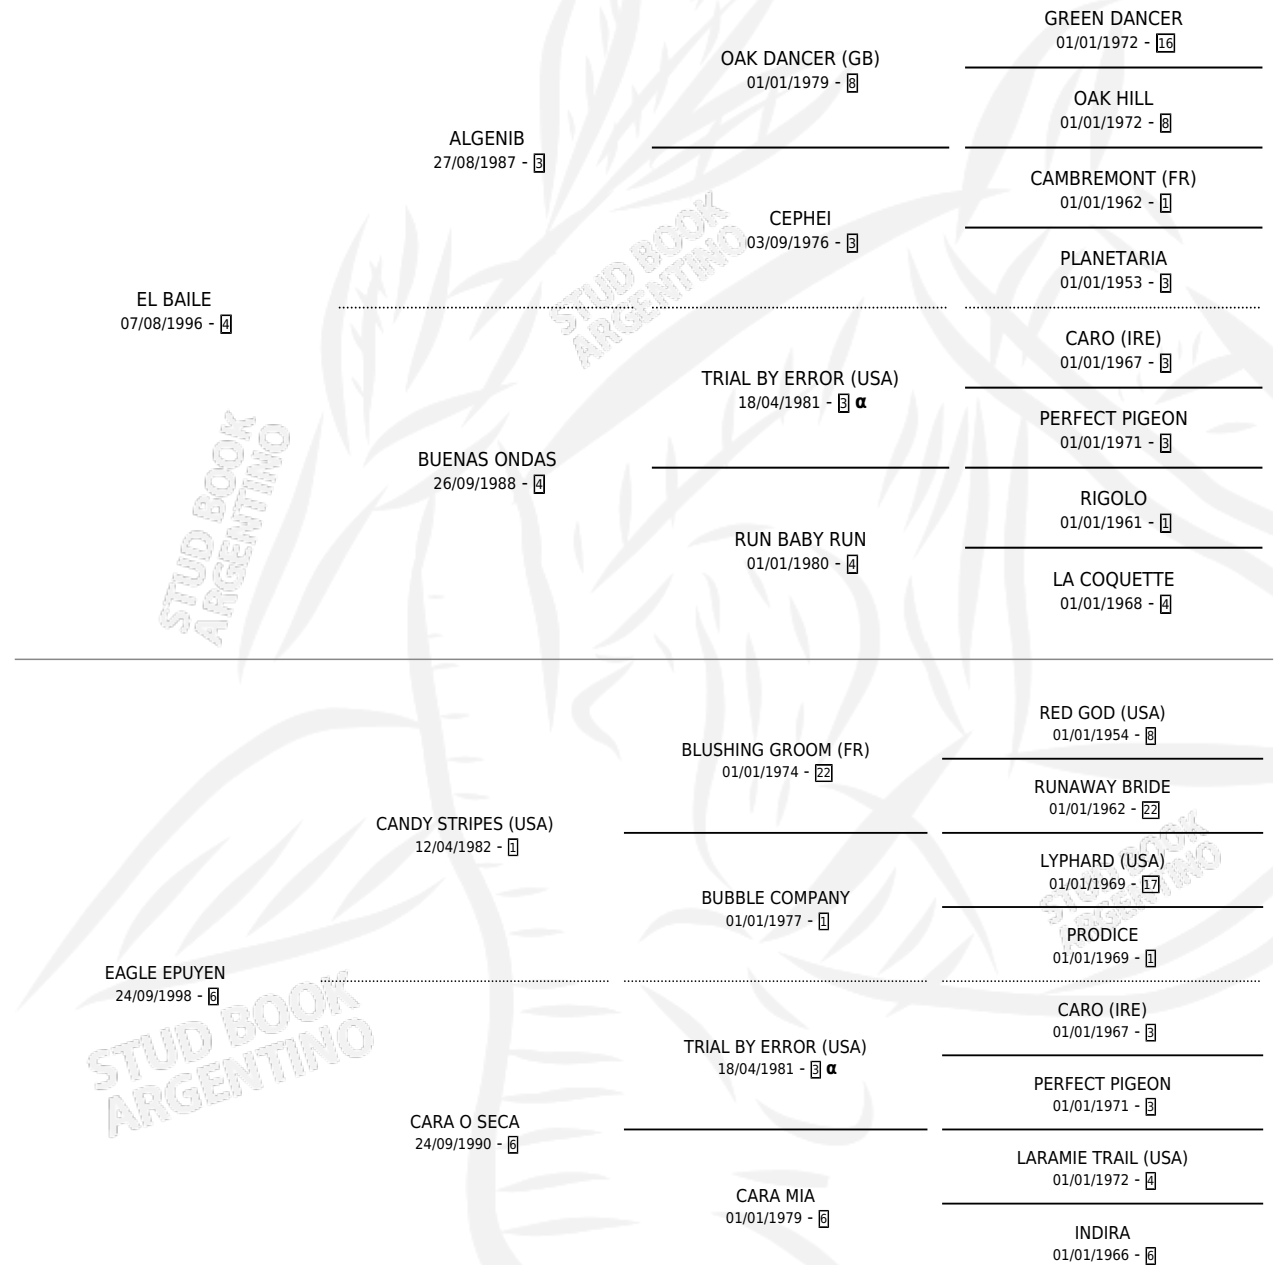 GREEN DANCER
01/01/1972 - 16
OAK DANCER (GB)
01/01/1979 - 8
OAK HILL
01/01/1972 - 8
ALGENIB
27/08/1987 - 3
CAMBREMONT (FR)
01/01/1962 - 1
CEPHEI
03/09/1976 - 3
PLANETARIA
01/01/1953 - 3
EL BAILE
07/08/1996 - 4
CARO (IRE)
01/01/1967 - 3
TRIAL BY ERROR (USA)
18/04/1981 - 3 α
PERFECT PIGEON
01/01/1971 - 3
BUENAS ONDAS
26/09/1988 - 4
RIGOLO
01/01/1961 - 1
RUN BABY RUN
01/01/1980 - 4
LA COQUETTE
01/01/1968 - 4
RED GOD (USA)
01/01/1954 - 8
BLUSHING GROOM (FR)
01/01/1974 - 22
RUNAWAY BRIDE
01/01/1962 - 22
CANDY STRIPES (USA)
12/04/1982 - 1
LYPHARD (USA)
01/01/1969 - 17
BUBBLE COMPANY
01/01/1977 - 1
PRODICE
01/01/1969 - 1
EAGLE EPUYEN
24/09/1998 - 6
CARO (IRE)
01/01/1967 - 3
TRIAL BY ERROR (USA)
18/04/1981 - 3 α
PERFECT PIGEON
01/01/1971 - 3
CARA O SECA
24/09/1990 - 6
LARAMIE TRAIL (USA)
01/01/1972 - 4
CARA MIA
01/01/1979 - 6
INDIRA
01/01/1966 - 6
STUD BOOK
ARGENTINO
STUD BOOK
ARGENTINO
STUD BOOK
ARGENTINO
STUD BOOK
ARGENTINO